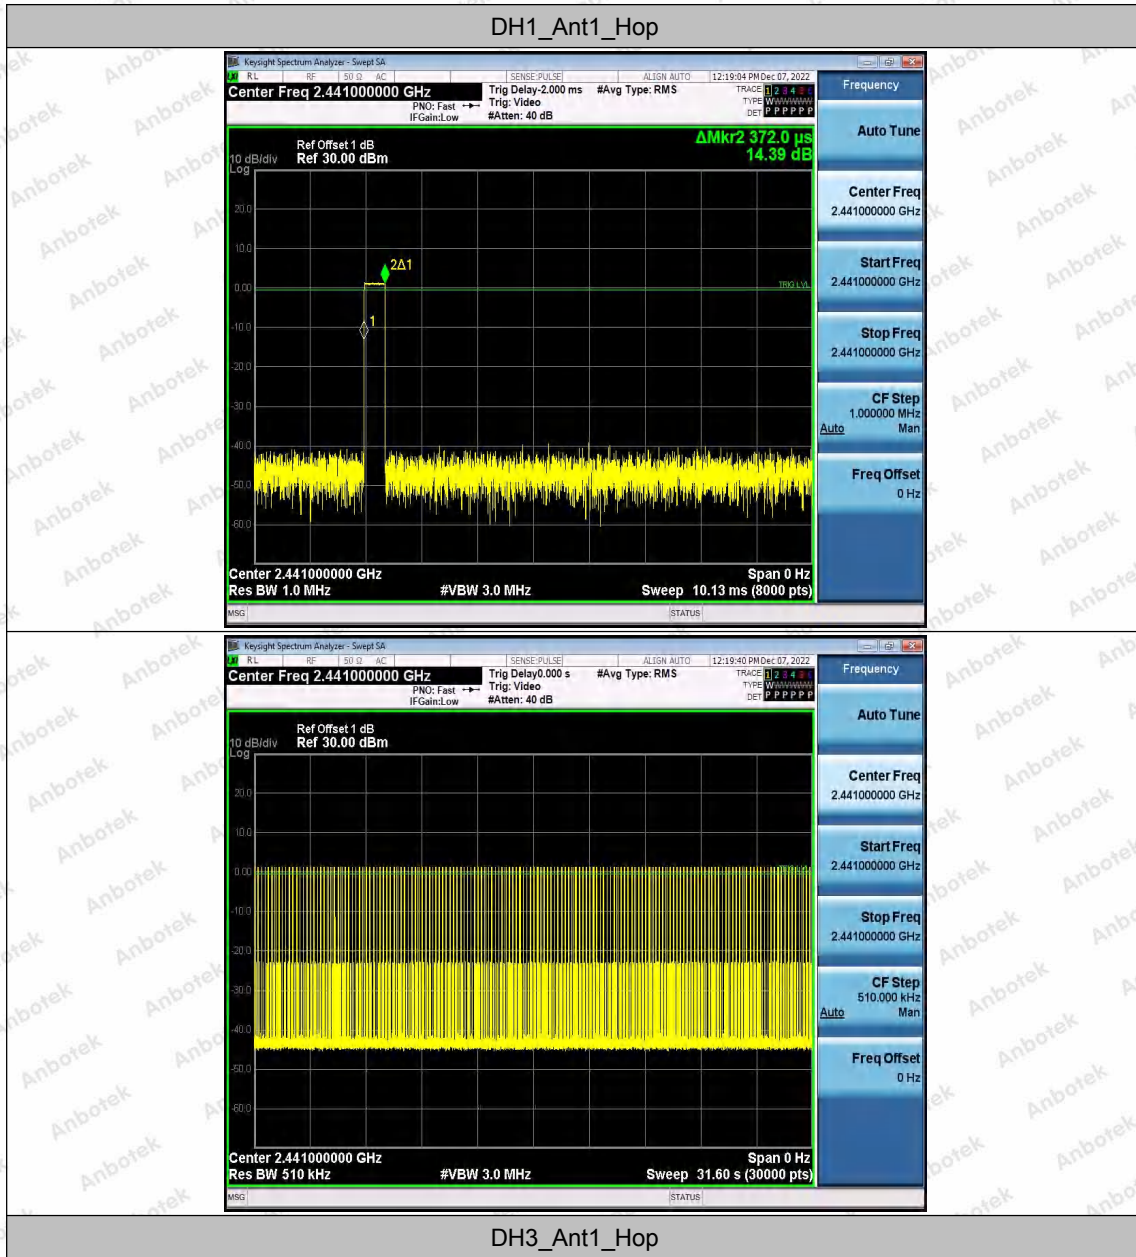 DH1_Ant1_Hop
Keysight Spectrum Analyzer - Swept SA
RL RF 50 Ω AC SENSE:PULSE ALIGN AUTO 12:19:04 PM Dec 07, 2022
Center Freq 2.441000000 GHz
PNO: Fast
IFGain:Low
Trig Delay-2.000 ms
Trig: Video
#Atten: 40 dB
#Avg Type: RMS
TRACE 1 2 3 4 5 6
TYPE WWWWWW
DET P P P P P P
Frequency
Auto Tune
Center Freq
2.441000000 GHz
Start Freq
2.441000000 GHz
Stop Freq
2.441000000 GHz
CF Step
1.000000 MHz
Auto Man
Freq Offset
0 Hz
ΔMkr2 372.0 µs
14.39 dB
Ref Offset 1 dB
10 dB/div Ref 30.00 dBm
Log
20.0
10.0
2Δ1
0.00
TRIG LVL
1
-10.0
-20.0
-30.0
-40.0
-50.0
-60.0
Center 2.441000000 GHz Span 0 Hz
Res BW 1.0 MHz #VBW 3.0 MHz Sweep 10.13 ms (8000 pts)
MSG STATUS
Keysight Spectrum Analyzer - Swept SA
RL RF 50 Ω AC SENSE:PULSE ALIGN AUTO 12:19:40 PM Dec 07, 2022
Center Freq 2.441000000 GHz
PNO: Fast
IFGain:Low
Trig Delay0.000 s
Trig: Video
#Atten: 40 dB
#Avg Type: RMS
TRACE 1 2 3 4 5 6
TYPE WWWWWW
DET P P P P P P
Frequency
Auto Tune
Center Freq
2.441000000 GHz
Start Freq
2.441000000 GHz
Stop Freq
2.441000000 GHz
CF Step
510.000 kHz
Auto Man
Freq Offset
0 Hz
Ref Offset 1 dB
10 dB/div Ref 30.00 dBm
Log
20.0
10.0
0.00
-10.0
-20.0
-30.0
-40.0
-50.0
-60.0
Center 2.441000000 GHz Span 0 Hz
Res BW 510 kHz #VBW 3.0 MHz Sweep 31.60 s (30000 pts)
MSG STATUS
DH3_Ant1_Hop
Anbotek